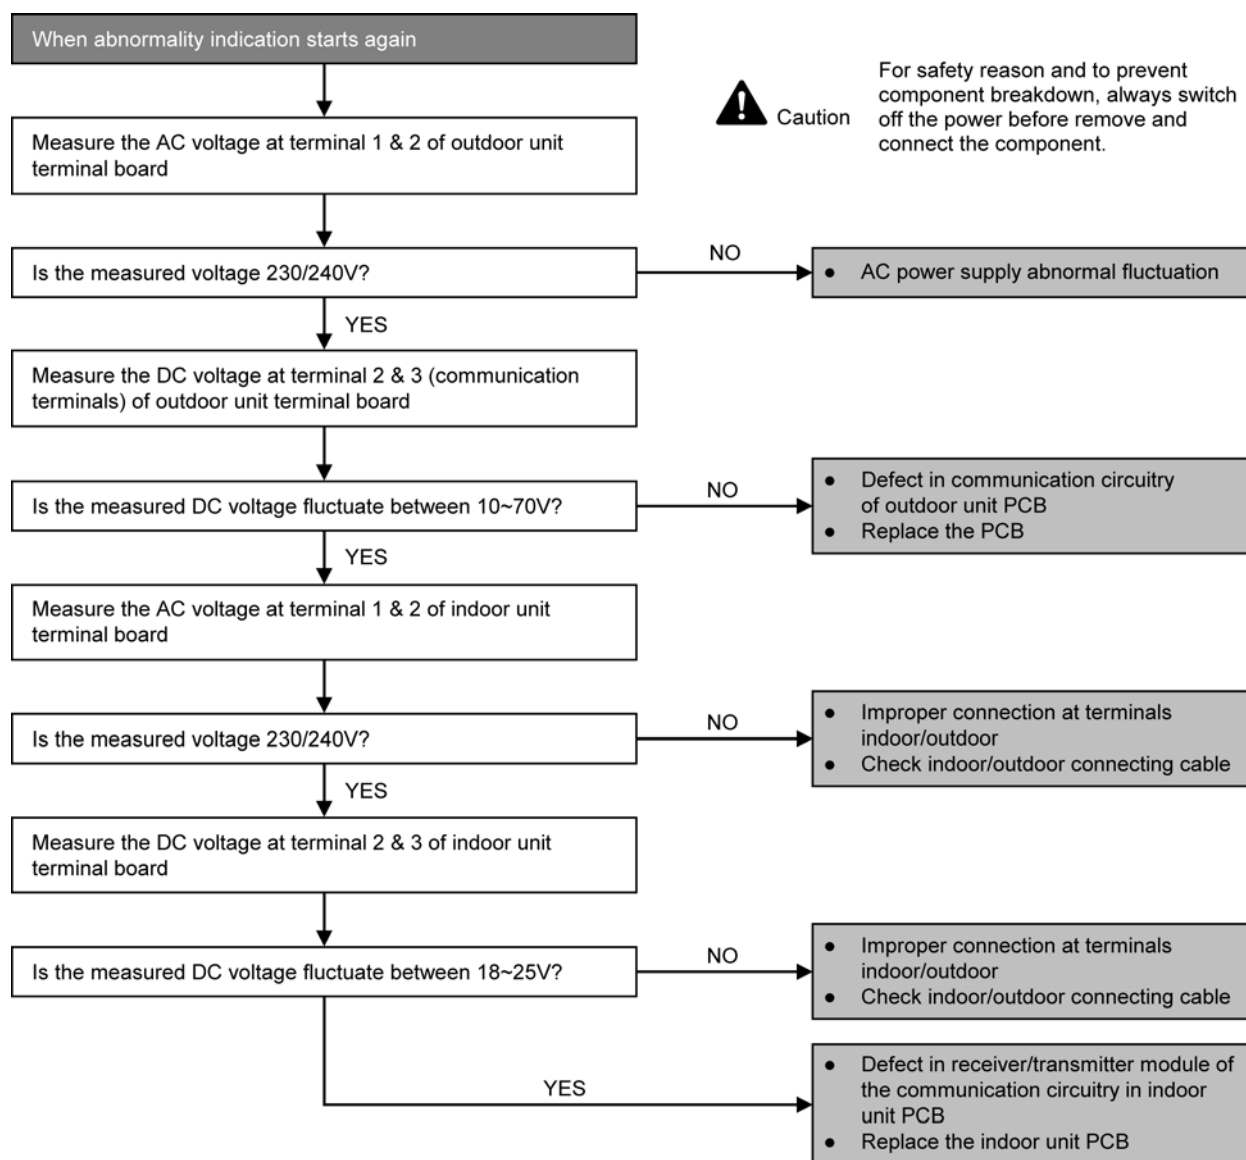 When abnormality indication starts again
Caution
For safety reason and to prevent
component breakdown, always switch
off the power before remove and
connect the component.
Measure the AC voltage at terminal 1 & 2 of outdoor unit
terminal board
Is the measured voltage 230/240V?
NO
● AC power supply abnormal fluctuation
YES
Measure the DC voltage at terminal 2 & 3 (communication
terminals) of outdoor unit terminal board
Is the measured DC voltage fluctuate between 10~70V?
NO
● Defect in communication circuitry
of outdoor unit PCB
● Replace the PCB
YES
Measure the AC voltage at terminal 1 & 2 of indoor unit
terminal board
Is the measured voltage 230/240V?
NO
● Improper connection at terminals
indoor/outdoor
● Check indoor/outdoor connecting cable
YES
Measure the DC voltage at terminal 2 & 3 of indoor unit
terminal board
Is the measured DC voltage fluctuate between 18~25V?
NO
● Improper connection at terminals
indoor/outdoor
● Check indoor/outdoor connecting cable
YES
● Defect in receiver/transmitter module of
the communication circuitry in indoor
unit PCB
● Replace the indoor unit PCB